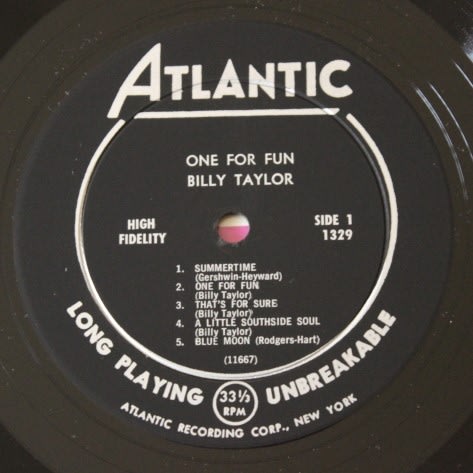 ATLANTIC
ONE FOR FUN
BILLY TAYLOR
HIGH
FIDELITY
SIDE 1
1329
1. SUMMERTIME
(Gershwin-Heyward)
2. ONE FOR FUN
(Billy Taylor)
3. THAT'S FOR SURE
(Billy Taylor)
4. A LITTLE SOUTHSIDE SOUL
(Billy Taylor)
5. BLUE MOON (Rodgers-Hart)
(11667)
LONG PLAYING 33⅓ RPM UNBREAKABLE
ATLANTIC RECORDING CORP., NEW YORK